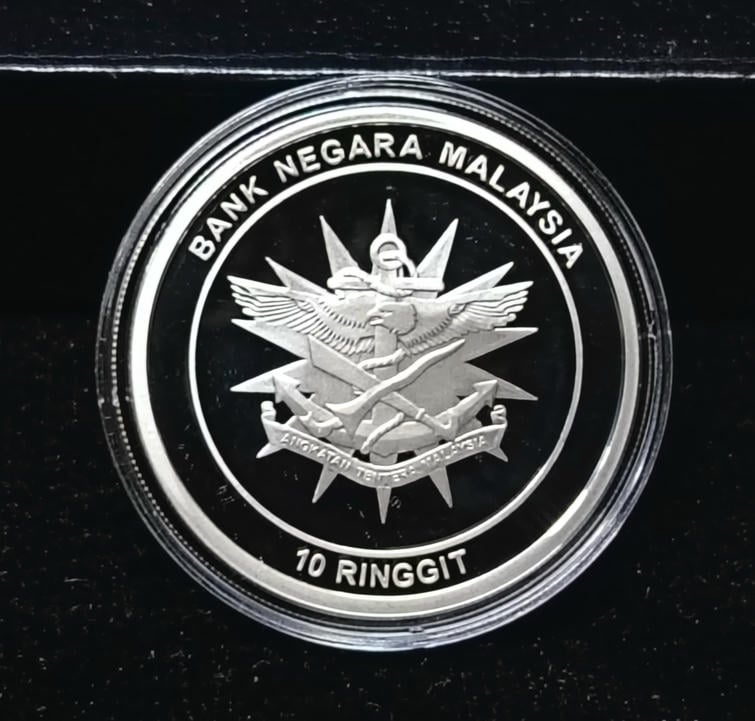 BANK NEGARA MALAYSIA
ANGKATAN TENTERA MALAYSIA
10 RINGGIT